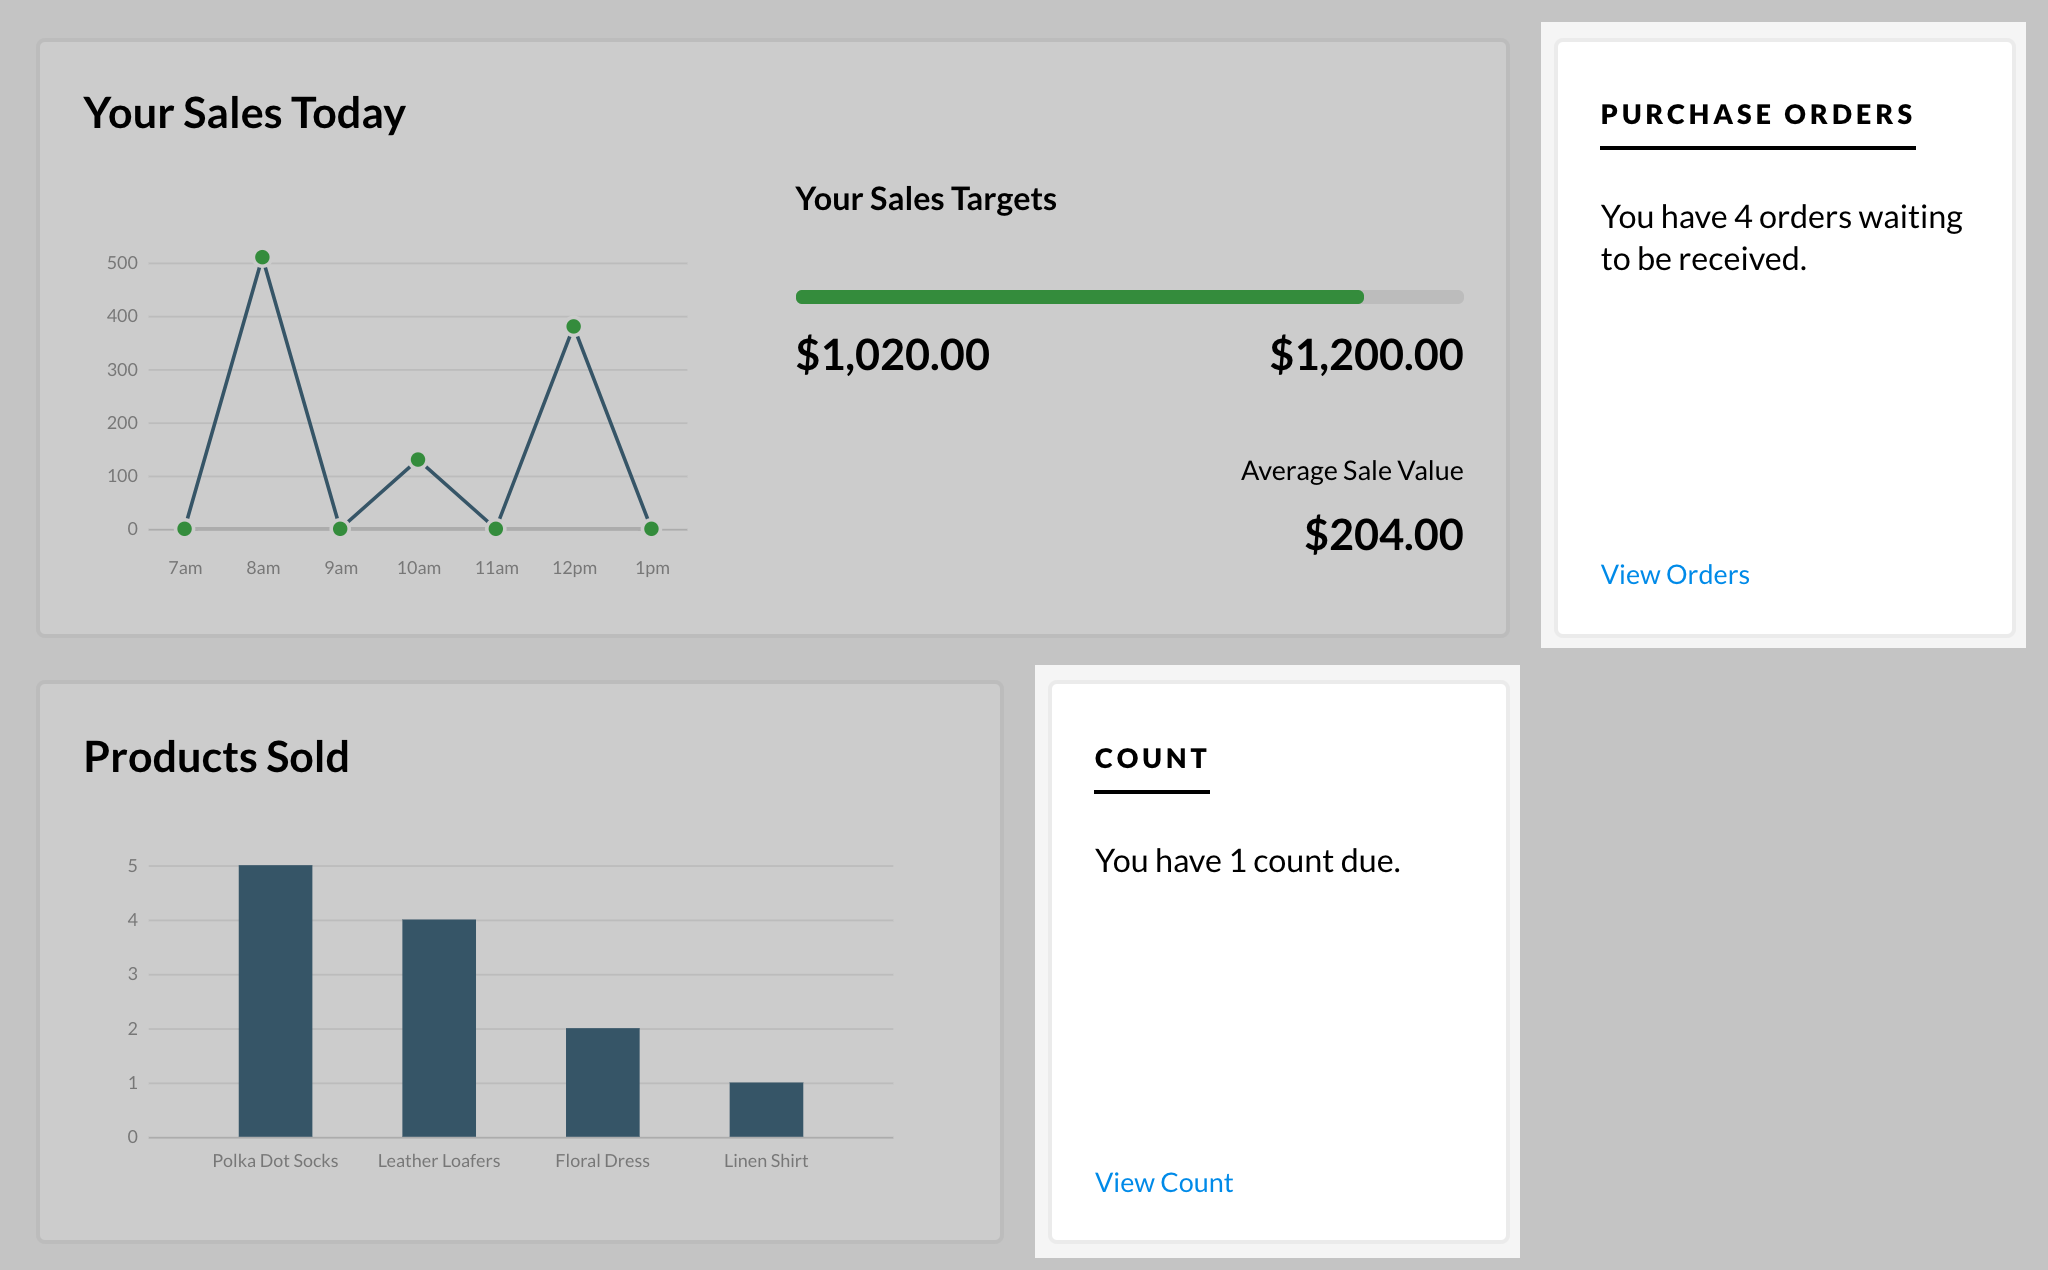 Your Sales Today
500
400
300
200
100
0
7am 8am 9am 10am 11am 12pm 1pm
Your Sales Targets
$1,020.00 $1,200.00
Average Sale Value
$204.00
PURCHASE ORDERS
You have 4 orders waiting
to be received.
View Orders
Products Sold
5
4
3
2
1
0
Polka Dot Socks Leather Loafers Floral Dress Linen Shirt
COUNT
You have 1 count due.
View Count